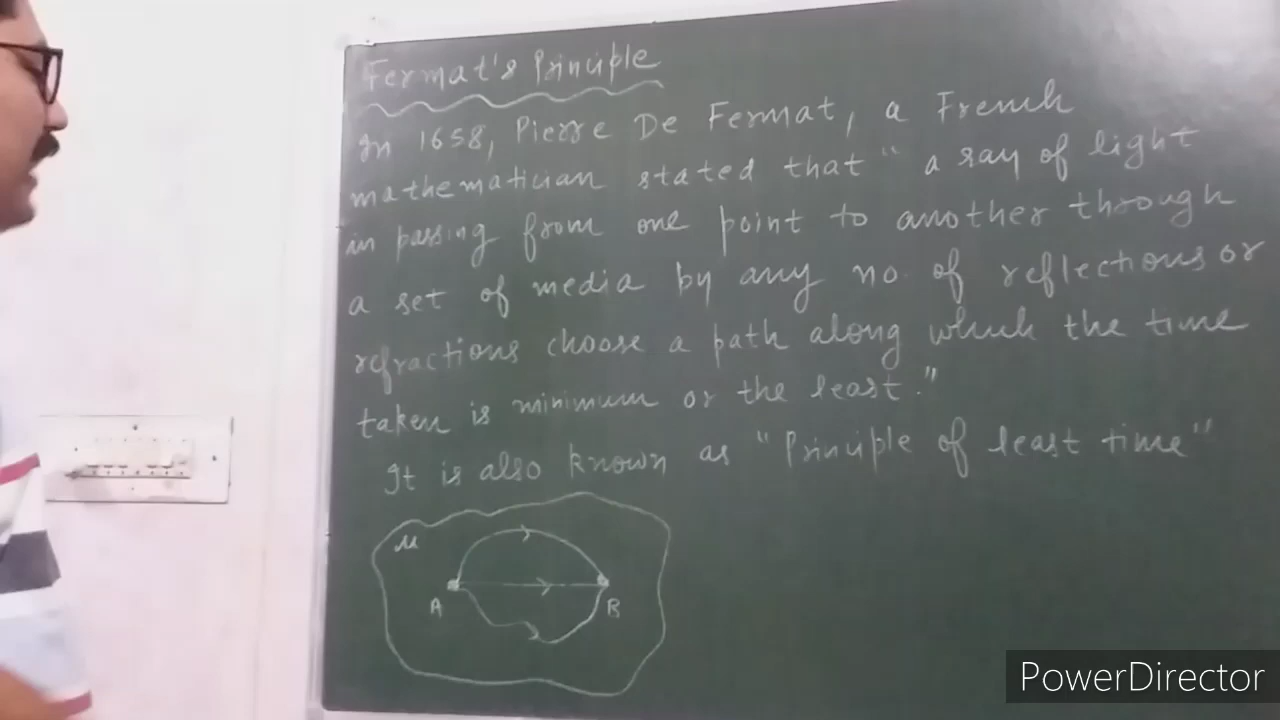 Fermat's Principle
In 1658, Pierre De Fermat, a French
mathematician stated that " a ray of light
in passing from one point to another through
a set of media by any no. of reflections or
refractions choose a path along which the time
taken is minimum or the least."
It is also known as "Principle of least time"
μ
A B
PowerDirector